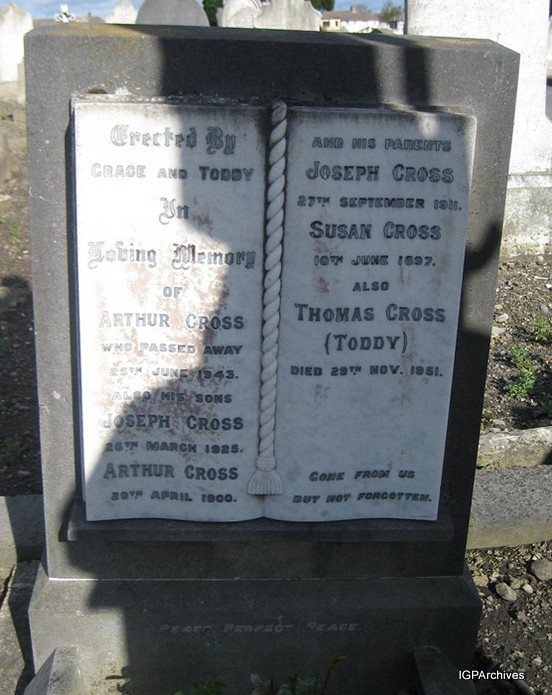 Erected By
GRACE AND TODDY
In
Loving Memory
OF
ARTHUR CROSS
WHO PASSED AWAY
25TH JUNE 1943.
ALSO HIS SONS
JOSEPH CROSS
26TH MARCH 1925.
ARTHUR CROSS
29TH APRIL 1900.
AND HIS PARENTS
JOSEPH CROSS
27TH SEPTEMBER 1911.
SUSAN CROSS
18TH JUNE 1897.
ALSO
THOMAS CROSS
(TODDY)
DIED 29TH NOV. 1951.
GONE FROM US
BUT NOT FORGOTTEN.
PEACE PERFECT PEACE.
IGPArchives